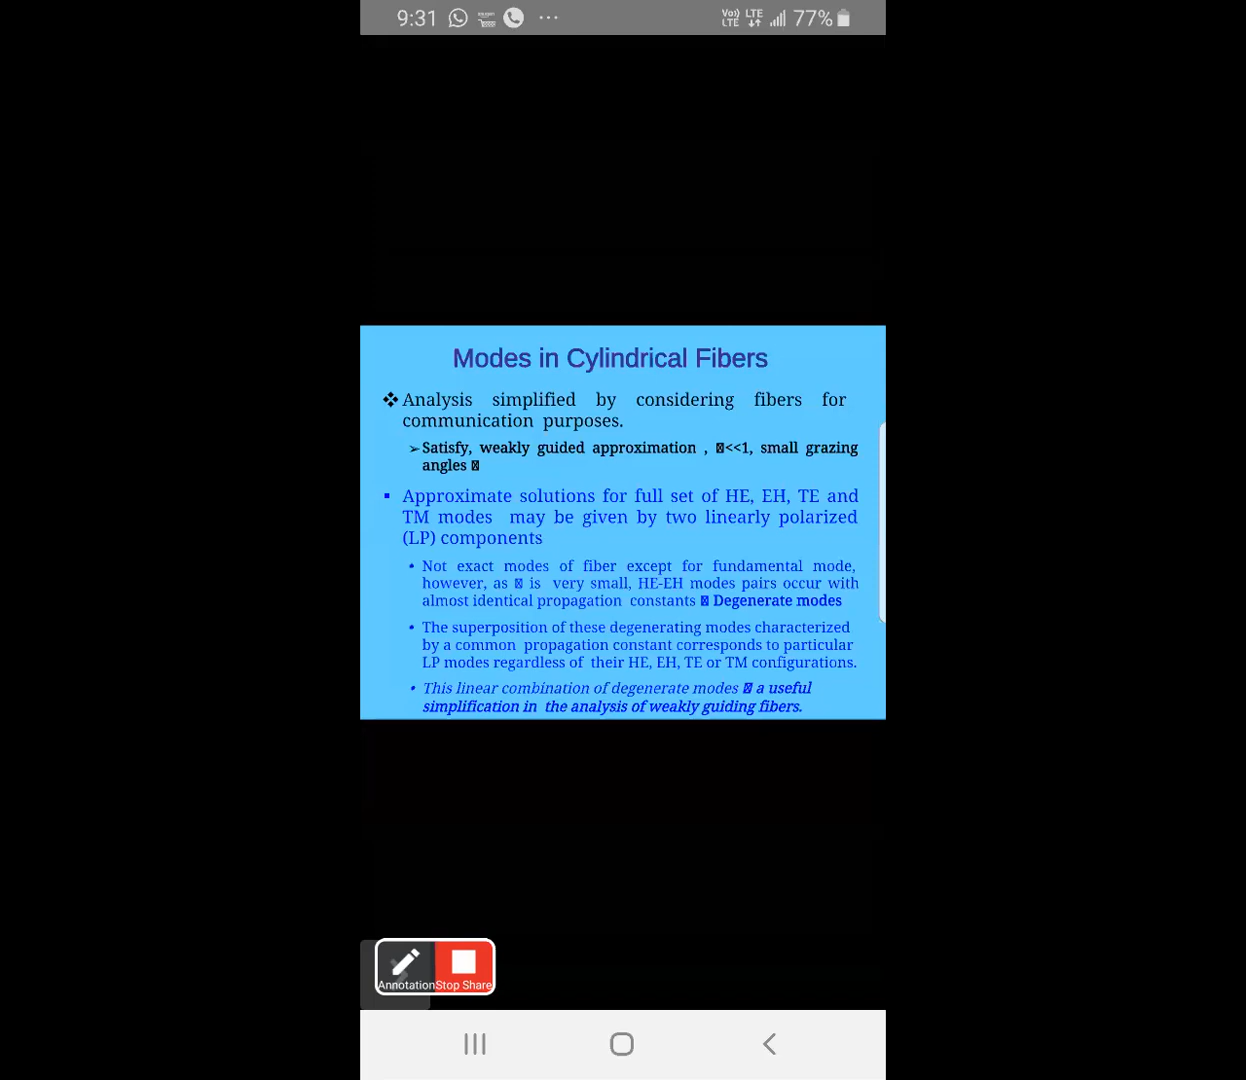 9:31 ... Vo) LTE LTE 77%
Modes in Cylindrical Fibers
❖ Analysis simplified by considering fibers for
communication purposes.
➢ Satisfy, weakly guided approximation , 􀀀<<1, small grazing
angles 􀀀
▪ Approximate solutions for full set of HE, EH, TE and
TM modes may be given by two linearly polarized
(LP) components
• Not exact modes of fiber except for fundamental mode,
however, as 􀀀 is very small, HE-EH modes pairs occur with
almost identical propagation constants 􀀀 Degenerate modes
• The superposition of these degenerating modes characterized
by a common propagation constant corresponds to particular
LP modes regardless of their HE, EH, TE or TM configurations.
• This linear combination of degenerate modes 􀀀 a useful
simplification in the analysis of weakly guiding fibers.
Annotation Stop Share